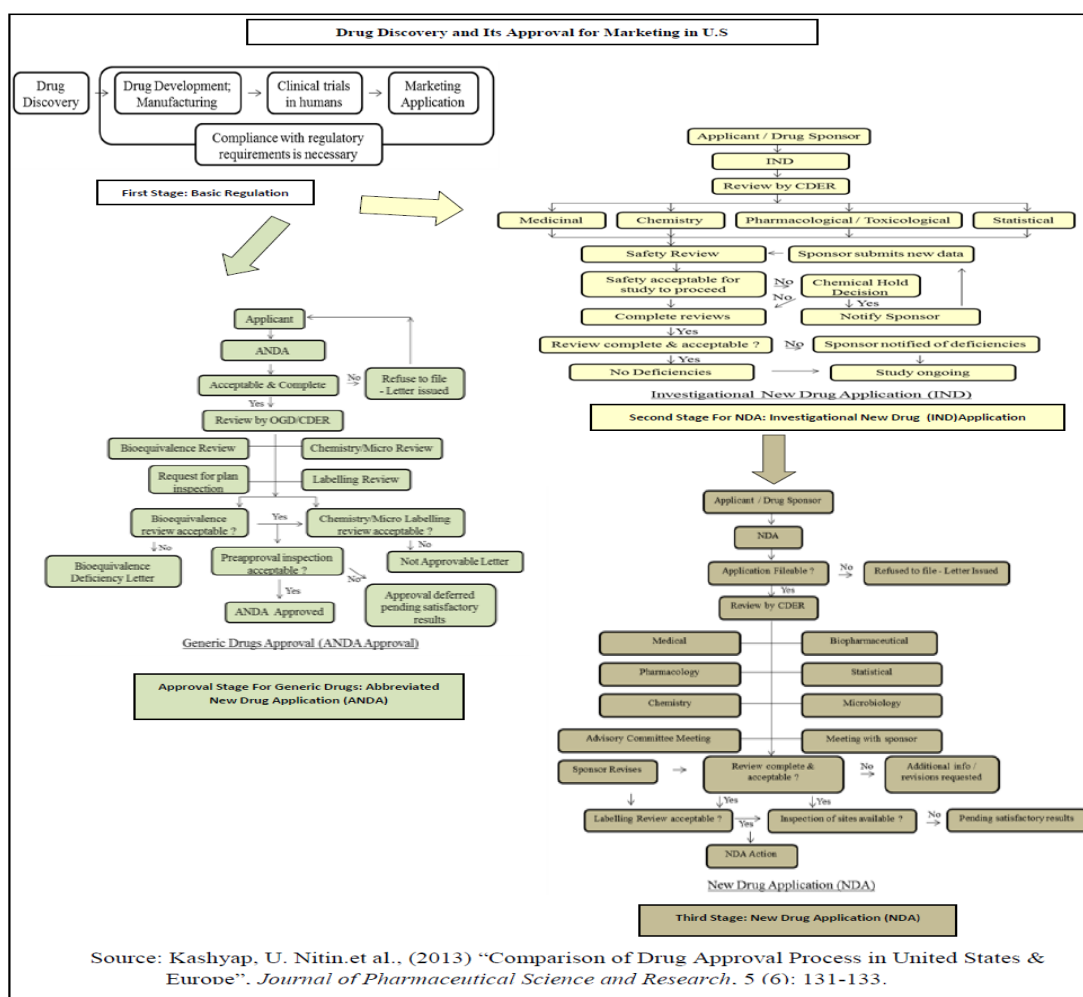 Drug Discovery and Its Approval for Marketing in U.S
Drug
Discovery
Drug Development;
Manufacturing
Clinical trials
in humans
Marketing
Application
Compliance with regulatory
requirements is necessary
First Stage: Basic Regulation
Applicant / Drug Sponsor
IND
Review by CDER
Medicinal
Chemistry
Pharmacological / Toxicological
Statistical
Safety Review
Sponsor submits new data
Safety acceptable for
study to proceed
No
Chemical Hold
Decision
No
Yes
Complete reviews
Notify Sponsor
Yes
Review complete & acceptable ?
No
Sponsor notified of deficiencies
Yes
No Deficiencies
Study ongoing
Investigational New Drug Application (IND)
Second Stage For NDA: Investigational New Drug (IND)Application
Applicant
ANDA
Acceptable & Complete
No
Refuse to file
- Letter issued
Yes
Review by OGD/CDER
Bioequivalence Review
Chemistry/Micro Review
Request for plan
inspection
Labelling Review
Bioequivalence
review acceptable ?
Yes
Chemistry/Micro Labelling
review acceptable ?
No
No
Bioequivalence
Deficiency Letter
Preapproval inspection
acceptable ?
Not Approvable Letter
Yes
No
ANDA Approved
Approval deferred
pending satisfactory
results
Generic Drugs Approval (ANDA Approval)
Approval Stage For Generic Drugs: Abbreviated
New Drug Application (ANDA)
Applicant / Drug Sponsor
NDA
Application Fileable ?
No
Refused to file - Letter Issued
Yes
Review by CDER
Medical
Biopharmaceutical
Pharmacology
Statistical
Chemistry
Microbiology
Advisory Committee Meeting
Meeting with sponsor
Sponsor Revises
Review complete &
acceptable ?
No
Additional info /
revisions requested
Yes
Yes
Labelling Review acceptable ?
Yes
Inspection of sites available ?
No
Pending satisfactory results
NDA Action
New Drug Application (NDA)
Third Stage: New Drug Application (NDA)
Source: Kashyap, U. Nitin.et al., (2013) “Comparison of Drug Approval Process in United States &
Europe”, Journal of Pharmaceutical Science and Research, 5 (6): 131-133.